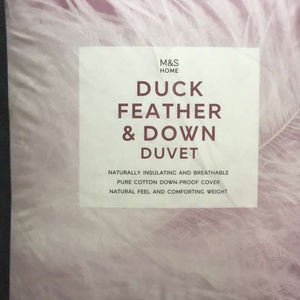 M&S
HOME
DUCK
FEATHER
& DOWN
DUVET
NATURALLY INSULATING AND BREATHABLE
PURE COTTON DOWN-PROOF COVER
NATURAL FEEL AND COMFORTING WEIGHT